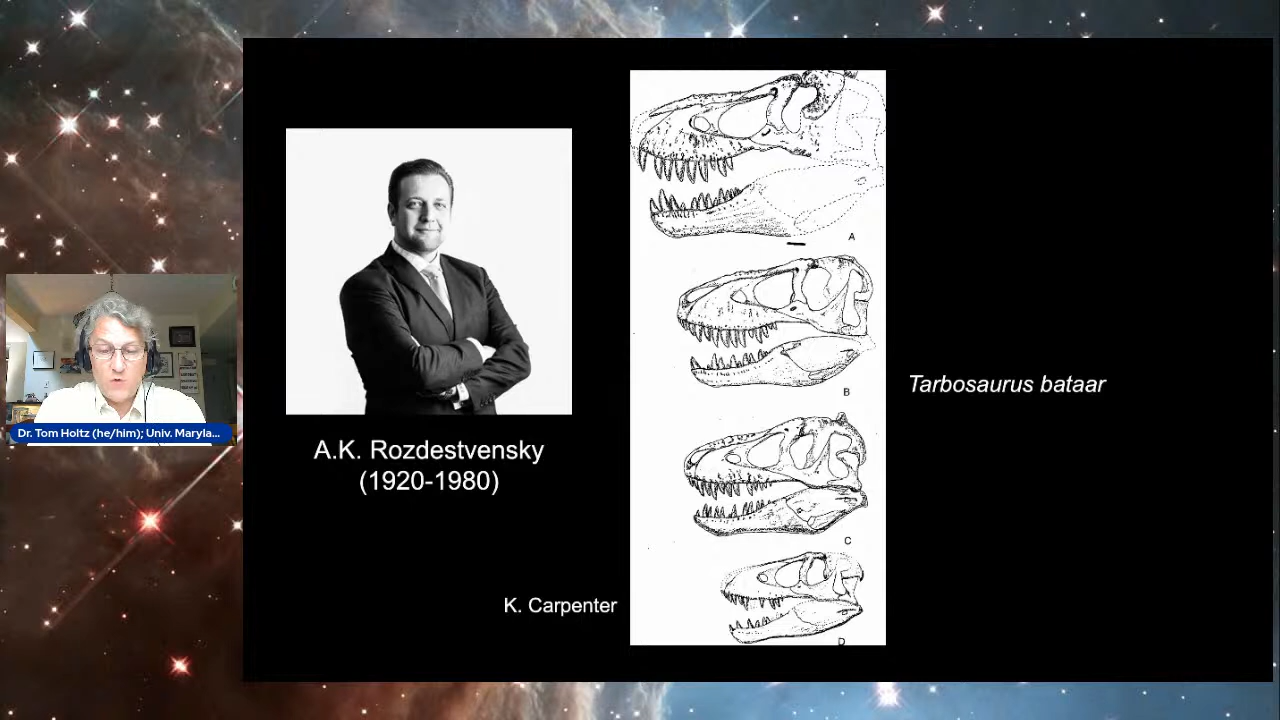 A.K. Rozdestvensky
(1920-1980)
K. Carpenter
A
B
C
D
Tarbosaurus bataar
Dr. Tom Holtz (he/him); Univ. Maryla...